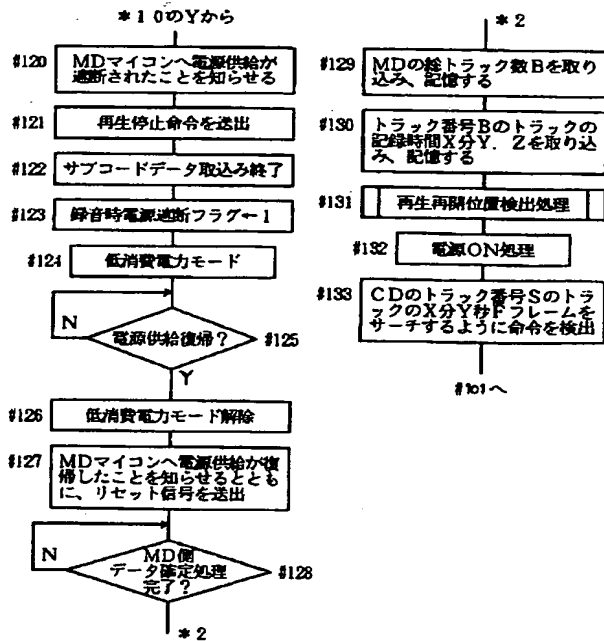 *10のYから
#120
MDマイコンへ電源供給が
遮断されたことを知らせる
#121
再生停止命令を送出
#122
サブコードデータ取込み終了
#123
録音時電源遮断フラグ←1
#124
低消費電力モード
N
電源供給復帰?
#125
Y
#126
低消費電力モード解除
#127
MDマイコンへ電源供給が復
帰したことを知らせるととも
に、リセット信号を送出
N
MD側
データ確定処理
完了?
#128
*2
*2
#129
MDの総トラック数Bを取り
込み、記憶する
#130
トラック番号Bのトラックの
記録時間X分Y.Zを取り込
み、記憶する
#131
再生再開位置検出処理
#132
電源ON処理
#133
CDのトラック番号Sのトラ
ックのX分Y秒Fフレームを
サーチするように命令を検出
#101へ